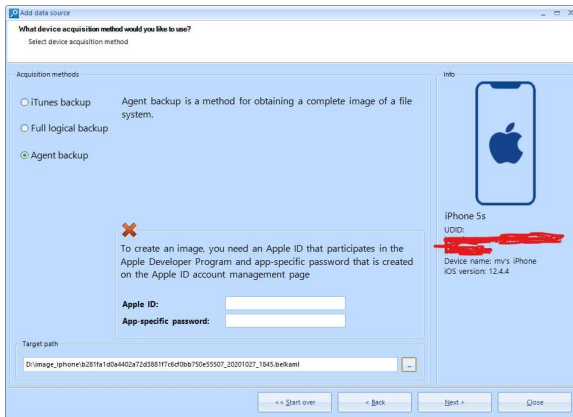 Add data source
What device acquisition method would you like to use?
Select device acquisition method
Acquisition methods
iTunes backup
Full logical backup
Agent backup
Agent backup is a method for obtaining a complete image of a file
system.
To create an image, you need an Apple ID that participates in the
Apple Developer Program and app-specific password that is created
on the Apple ID account management page
Apple ID:
App-specific password:
Info
iPhone 5s
UDID:
Device name: mv's iPhone
iOS version: 12.4.4
Target path
D:\image_iphone\b281fa1d0a4402a72d3881f7c6cf0bb750e55507_20201027_1845.belkaml
...
<< Start over
< Back
Next >
Close